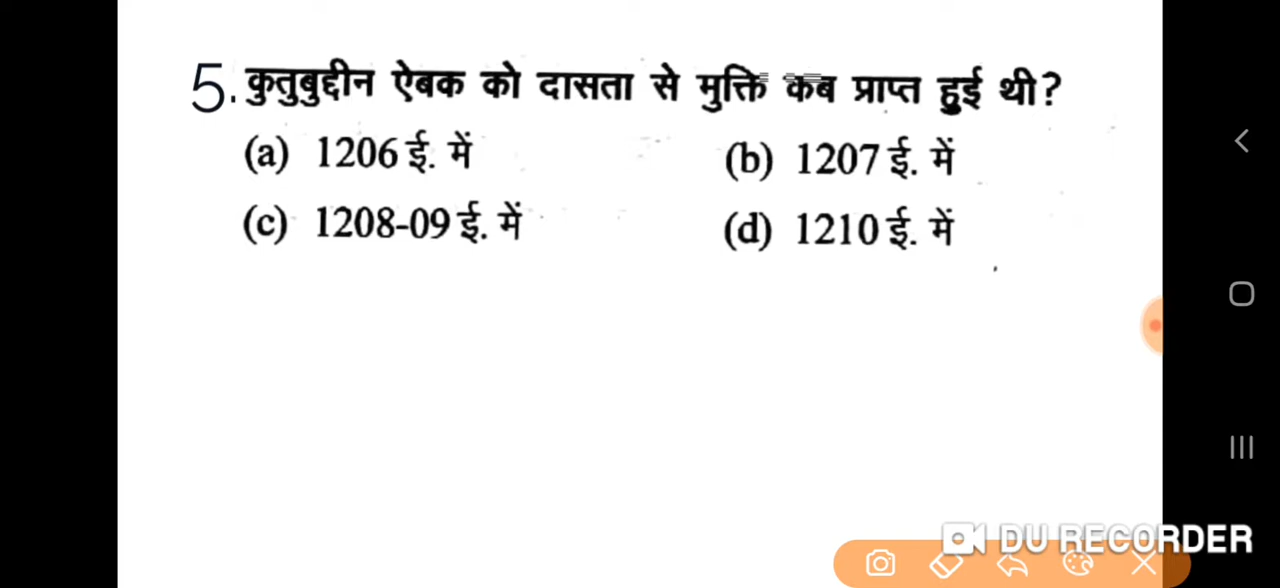 5. कुतुबुद्दीन ऐबक को दासता से मुक्ति कब प्राप्त हुई थी?
(a) 1206 ई. में (b) 1207 ई. में
(c) 1208-09 ई. में (d) 1210 ई. में
DU RECORDER